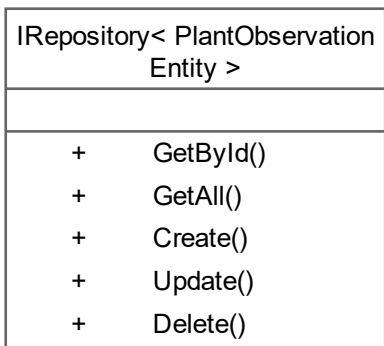 IRepository< PlantObservation
Entity >
+ GetById()
+ GetAll()
+ Create()
+ Update()
+ Delete()